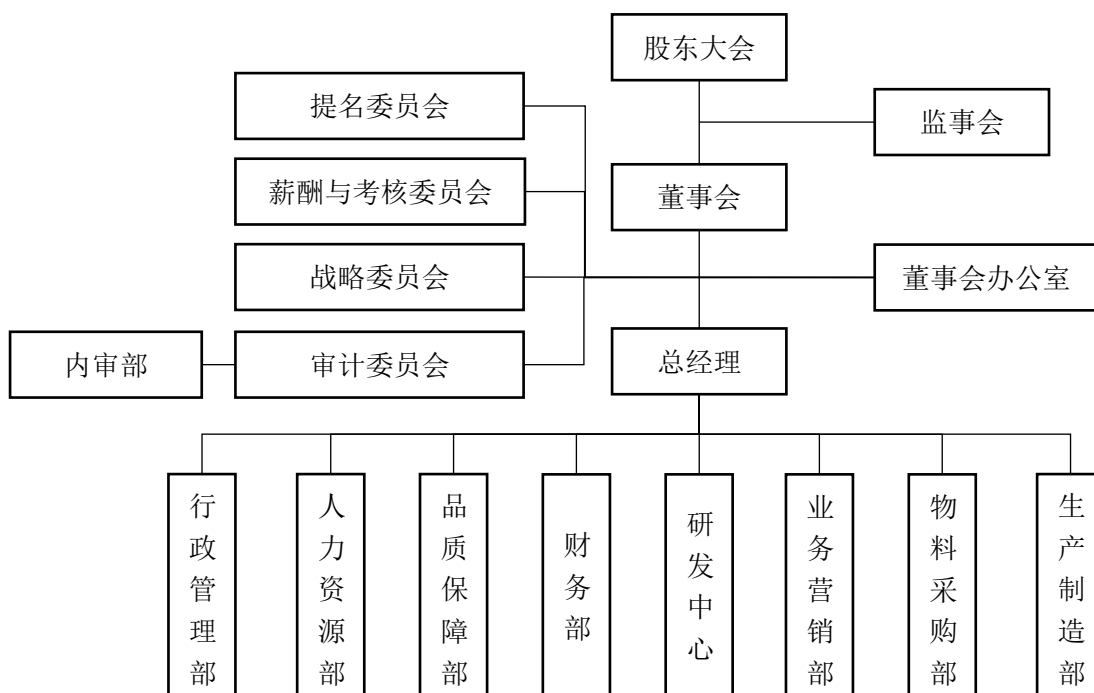 股东大会
提名委员会
监事会
薪酬与考核委员会
董事会
战略委员会
董事会办公室
内审部
审计委员会
总经理
行政管理部
人力资源部
品质保障部
财务部
研发中心
业务营销部
物料采购部
生产制造部